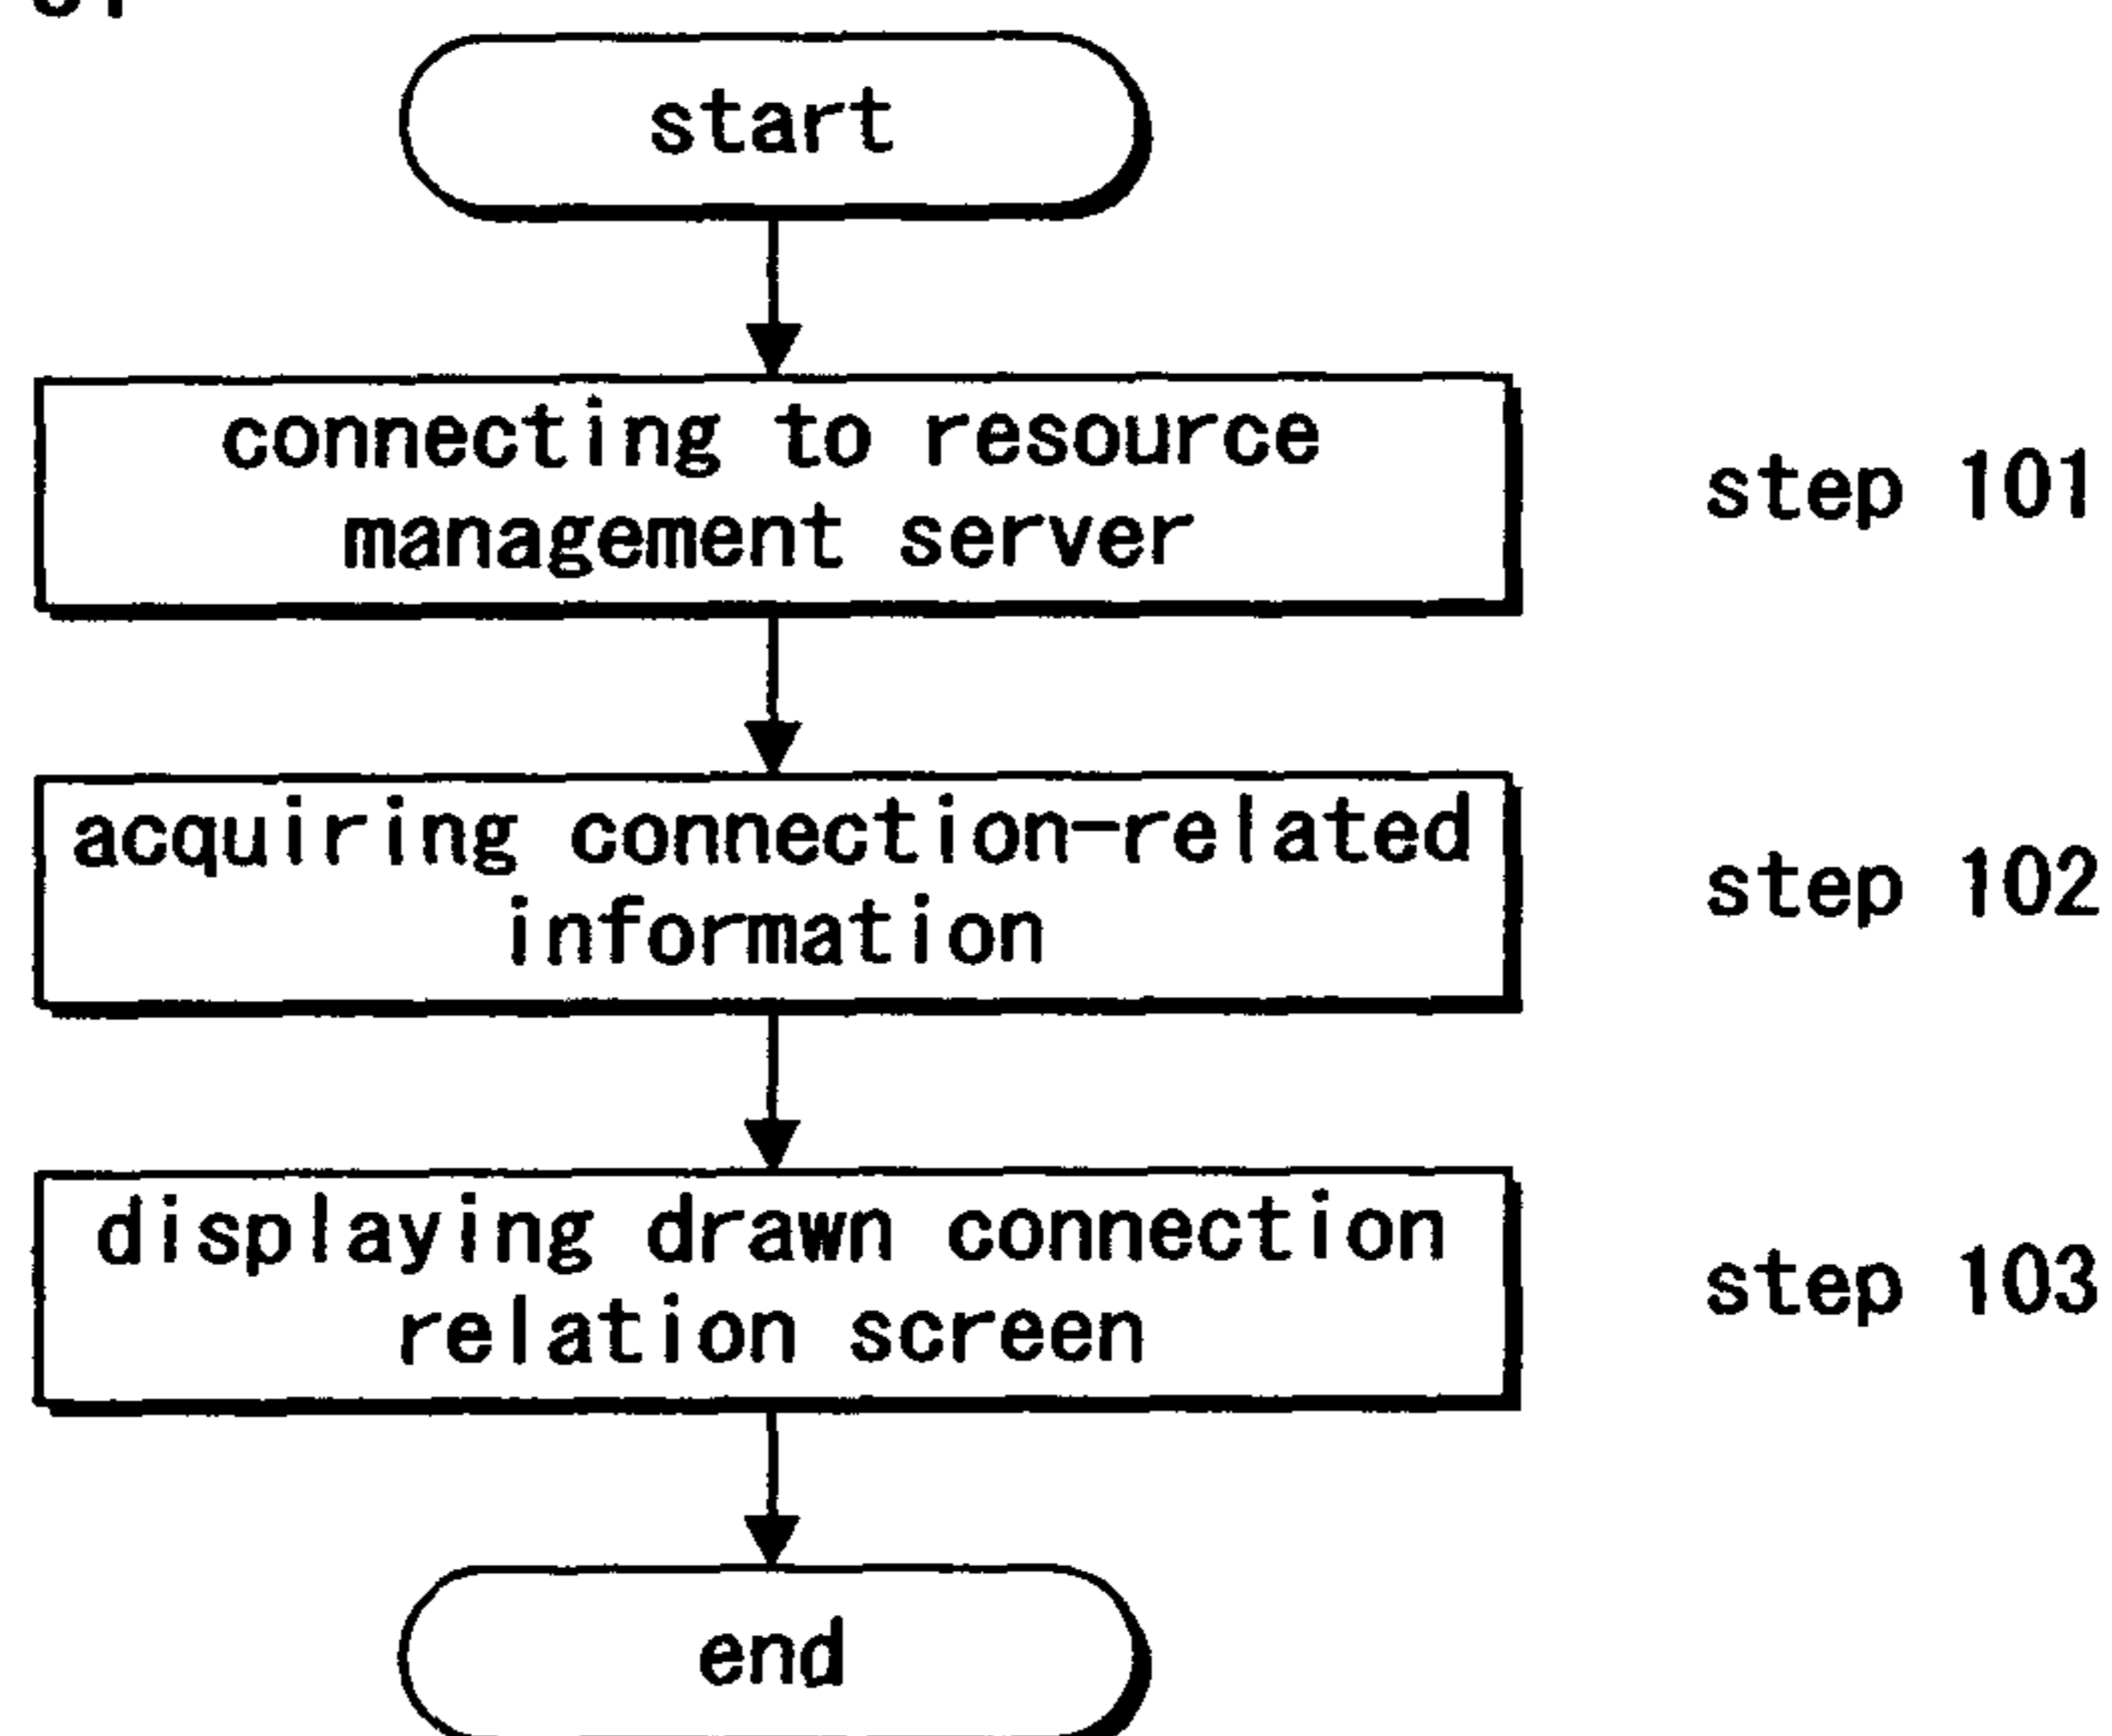 start
connecting to resource
management server
step 101
acquiring connection-related
information
step 102
displaying drawn connection
relation screen
step 103
end